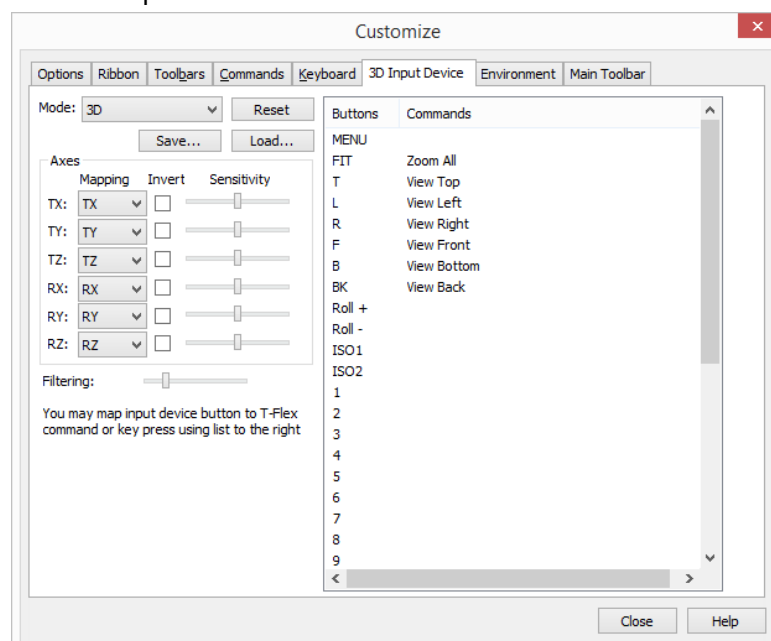 Customize
Options Ribbon Toolbars Commands Keyboard 3D Input Device Environment Main Toolbar
Mode: 3D Reset
Save... Load...
Axes
Mapping Invert Sensitivity
TX: TX
TY: TY
TZ: TZ
RX: RX
RY: RY
RZ: RZ
Filtering:
You may map input device button to T-Flex
command or key press using list to the right
Buttons Commands
MENU
FIT Zoom All
T View Top
L View Left
R View Right
F View Front
B View Bottom
BK View Back
Roll +
Roll -
ISO1
ISO2
1
2
3
4
5
6
7
8
9
Close Help